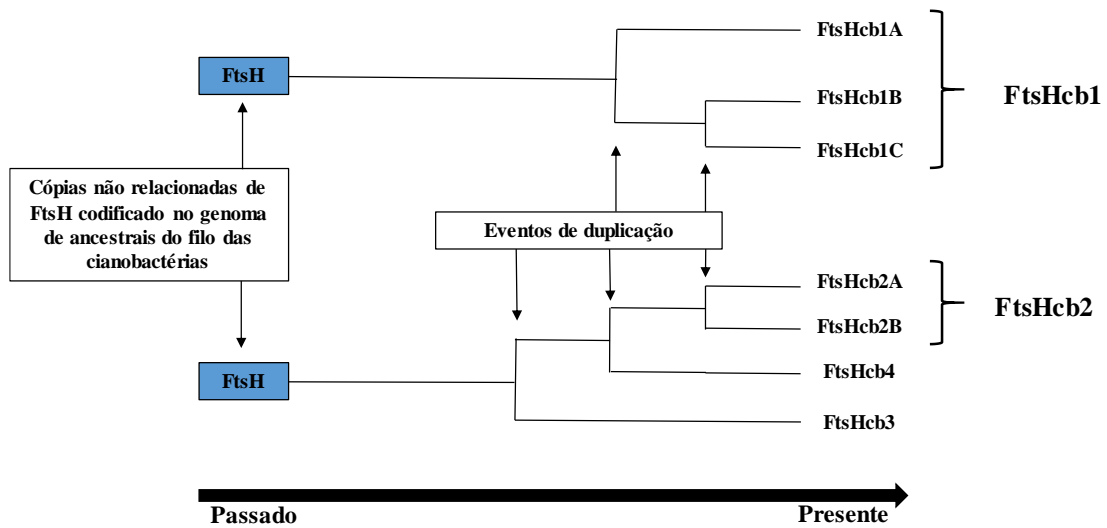 FtsHcb1A
FtsH
FtsHcb1B
FtsHcb1
FtsHcb1C
Cópias não relacionadas de
FtsH codificado no genoma
de ancestrais do filo das
cianobactérias
Eventos de duplicação
FtsHcb2A
FtsHcb2
FtsHcb2B
FtsH
FtsHcb4
FtsHcb3
Passado
Presente